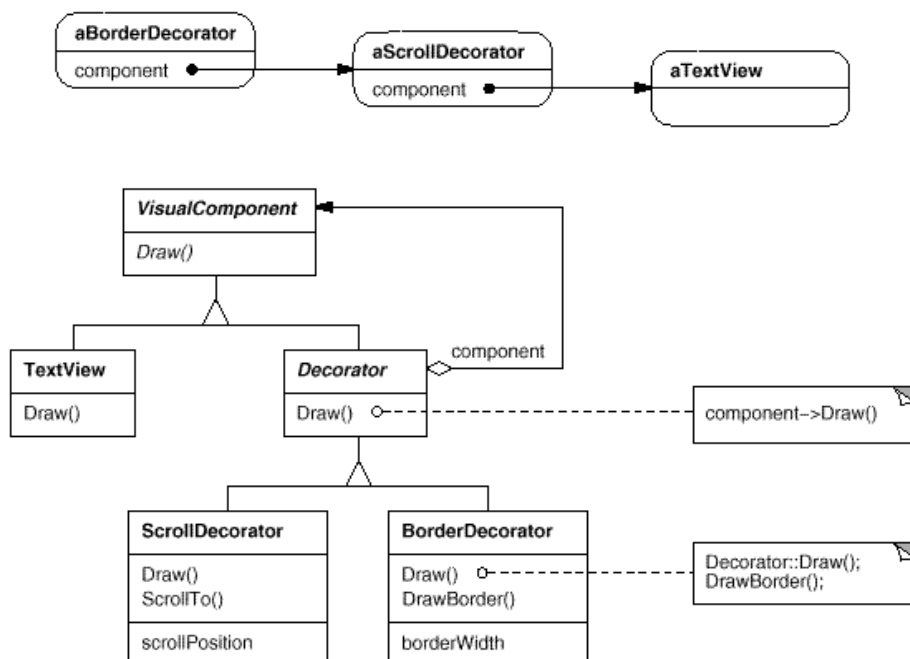 aBorderDecorator
component
aScrollDecorator
component
aTextView
VisualComponent
Draw()
component
TextView
Draw()
Decorator
Draw()
component->Draw()
ScrollDecorator
Draw()
ScrollTo()
scrollPosition
BorderDecorator
Draw()
DrawBorder()
borderWidth
Decorator::Draw();
DrawBorder();